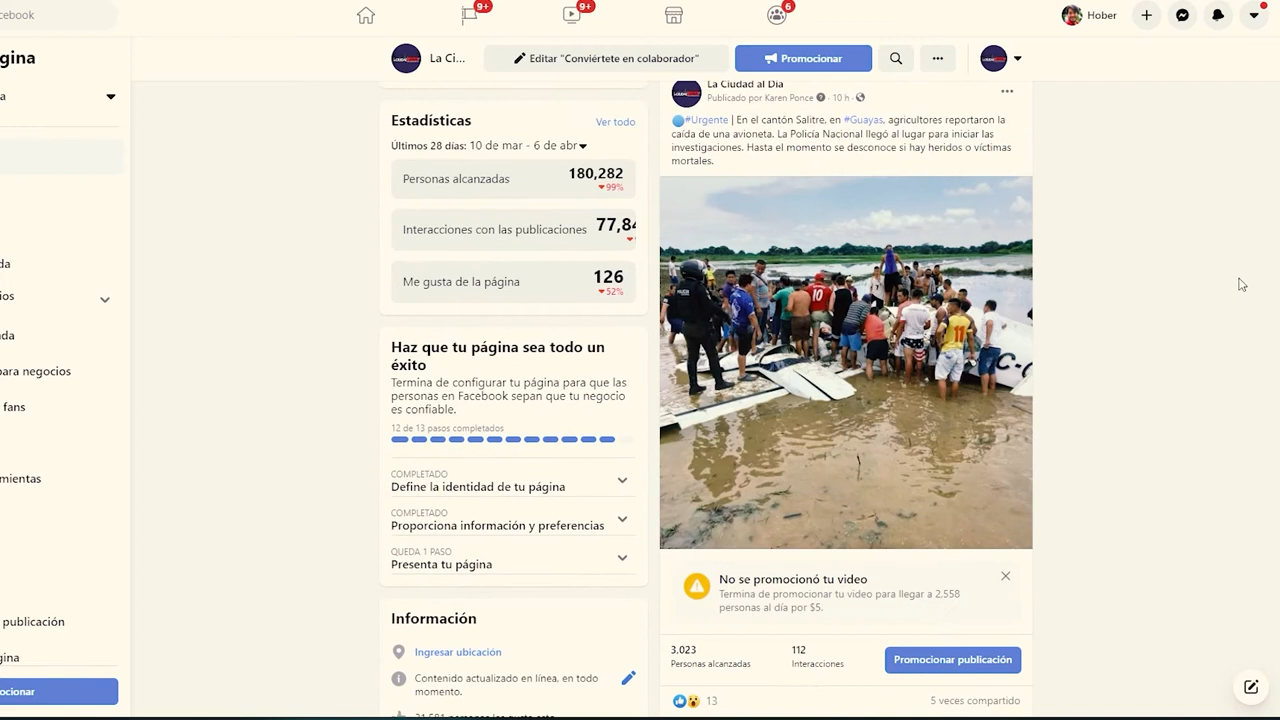 cebook
9+
9+
6
Hober
gina
La Ci...
Editar "Conviértete en colaborador"
Promocionar
a
da
ios
da
para negocios
fans
mientas
publicación
gina
ocionar
Estadísticas
Ver todo
Últimos 28 días: 10 de mar - 6 de abr
Personas alcanzadas
180,282
99%
Interacciones con las publicaciones
77,84
Me gusta de la página
126
52%
Haz que tu página sea todo un
éxito
Termina de configurar tu página para que las
personas en Facebook sepan que tu negocio
es confiable.
12 de 13 pasos completados
COMPLETADO
Define la identidad de tu página
COMPLETADO
Proporciona información y preferencias
QUEDA 1 PASO
Presenta tu página
Información
Ingresar ubicación
Contenido actualizado en línea, en todo
momento.
La Ciudad al Día
Publicado por Karen Ponce · 10 h ·
#Urgente | En el cantón Salitre, en #Guayas, agricultores reportaron la
caída de una avioneta. La Policía Nacional llegó al lugar para iniciar las
investigaciones. Hasta el momento se desconoce si hay heridos o víctimas
mortales.
10
11
No se promocionó tu video
Termina de promocionar tu video para llegar a 2,558
personas al día por $5.
3,023
Personas alcanzadas
112
Interacciones
Promocionar publicación
13
5 veces compartido